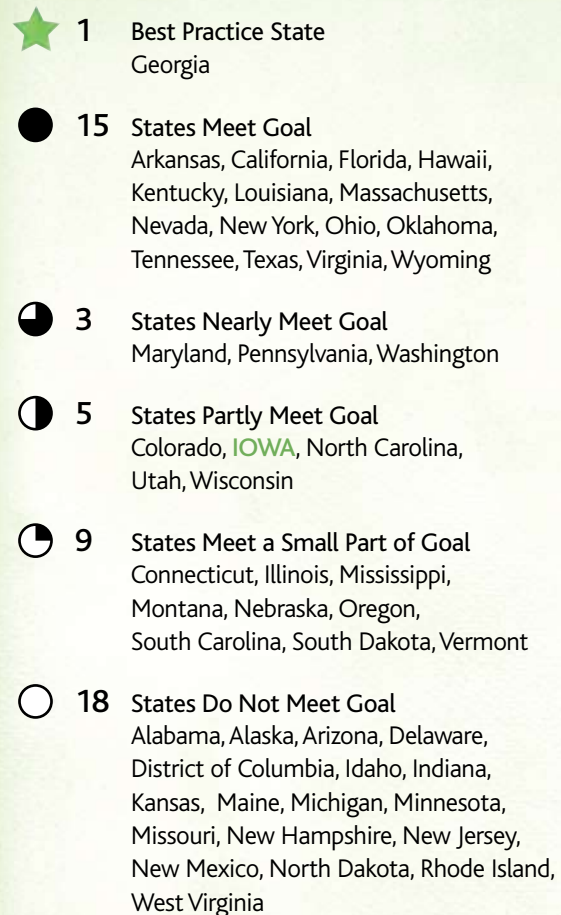 1 Best Practice State
Georgia
15 States Meet Goal
Arkansas, California, Florida, Hawaii,
Kentucky, Louisiana, Massachusetts,
Nevada, New York, Ohio, Oklahoma,
Tennessee, Texas, Virginia, Wyoming
3 States Nearly Meet Goal
Maryland, Pennsylvania, Washington
5 States Partly Meet Goal
Colorado, IOWA, North Carolina,
Utah, Wisconsin
9 States Meet a Small Part of Goal
Connecticut, Illinois, Mississippi,
Montana, Nebraska, Oregon,
South Carolina, South Dakota, Vermont
18 States Do Not Meet Goal
Alabama, Alaska, Arizona, Delaware,
District of Columbia, Idaho, Indiana,
Kansas, Maine, Michigan, Minnesota,
Missouri, New Hampshire, New Jersey,
New Mexico, North Dakota, Rhode Island,
West Virginia